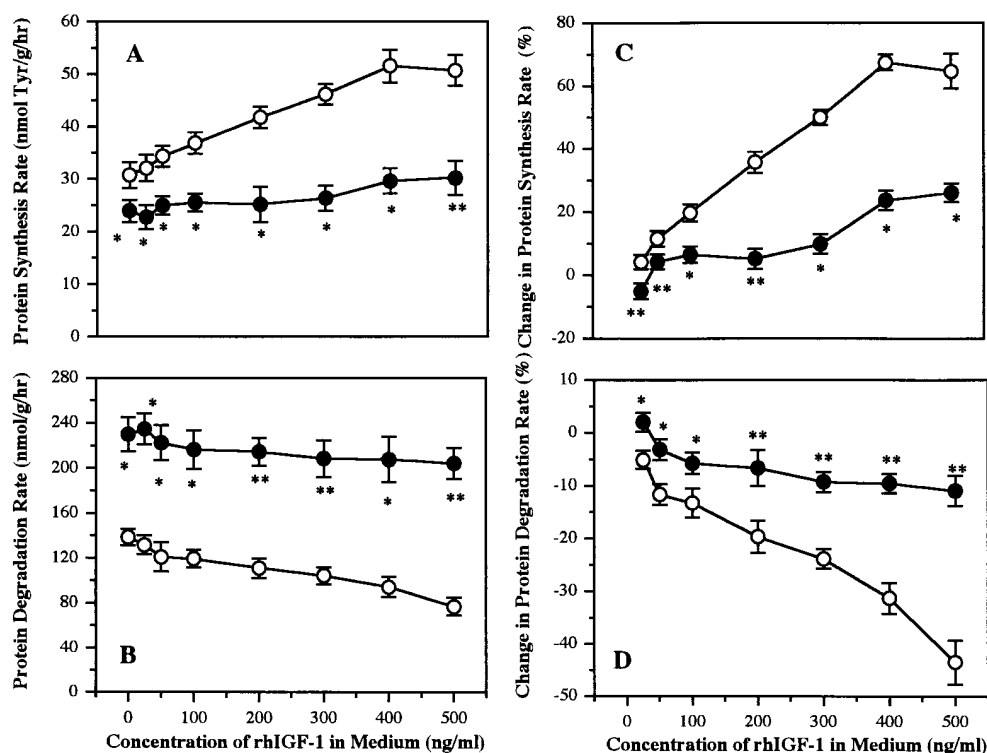 A
Protein Synthesis Rate (nmol Tyr/g/hr)
60
50
40
30
20
10
0
* * * * * * * **
C
Change in Protein Synthesis Rate (%)
80
60
40
20
0
-20
** ** * ** * * *
B
Protein Degradation Rate (nmol/g/hr)
280
240
200
160
120
80
40
0
* * * * ** ** * **
0 100 200 300 400 500
Concentration of rhIGF-1 in Medium (ng/ml)
D
Change in Protein Degradation Rate (%)
10
0
-10
-20
-30
-40
-50
* * * ** ** ** **
0 100 200 300 400 500
Concentration of rhIGF-1 in Medium (ng/ml)